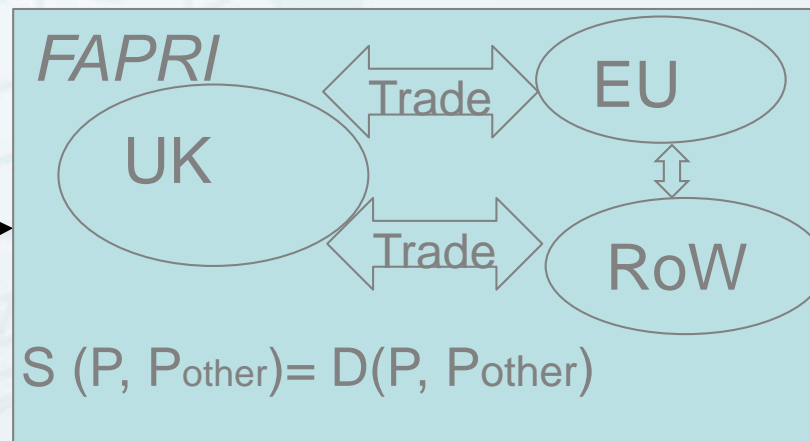 FAPRI
Trade
EU
UK
Trade
RoW
S (P, Pother)= D(P, Pother)